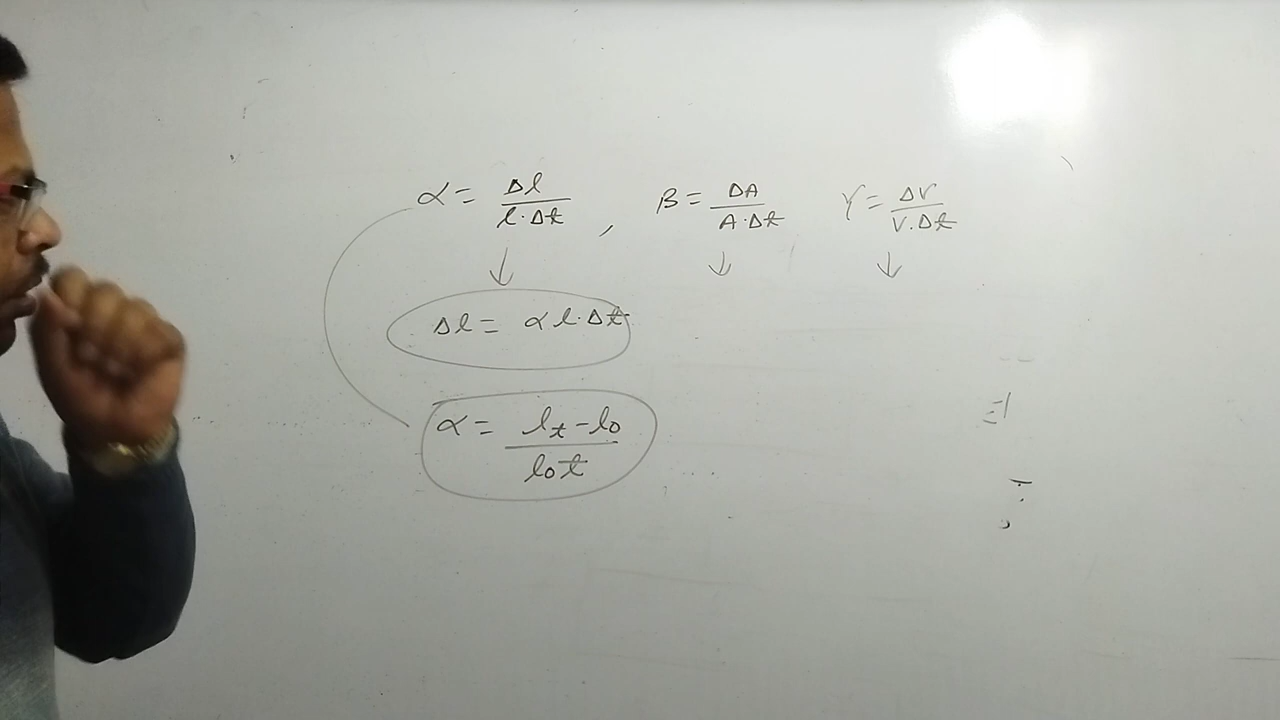 α = Δl / l·Δt , β = ΔA / A·Δt γ = ΔV / V·Δt
↓ ↓ ↓
Δl = α l·Δt
α = lₜ - l₀ / l₀t